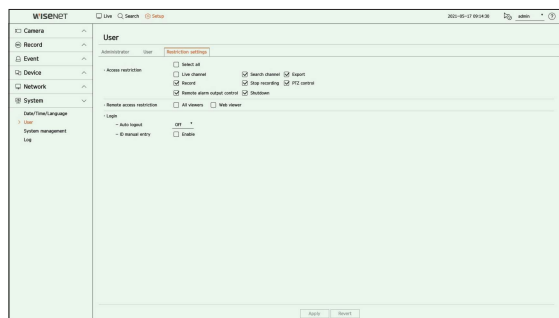 WISENET Live Search Setup 2021-05-17 09:14:30 admin
Camera
Record
Event
Device
Network
System
Date/Time/Language
User
System management
Log
User
Administrator User Restriction settings
Access restriction
Select all
Live channel Search channel Export
Record Stop recording PTZ control
Remote alarm output control Shutdown
Remote access restriction All viewers Web viewer
Login
Auto logout Off
ID manual entry Enable
Apply Revert